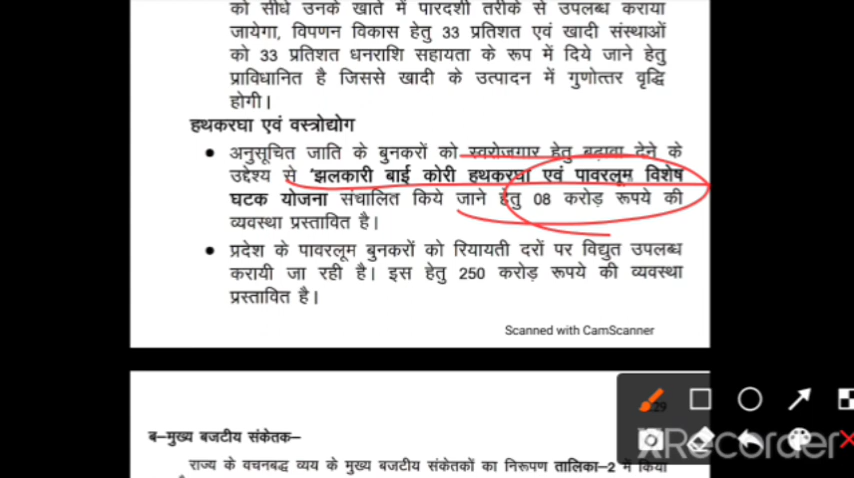 को सीधे उनके खाते में पारदर्शी तरीके से उपलब्ध कराया
जायेगा, विपणन विकास हेतु 33 प्रतिशत एवं खादी संस्थाओं
को 33 प्रतिशत धनराशि सहायता के रूप में दिये जाने हेतु
प्राविधानित है जिससे खादी के उत्पादन में गुणोत्तर वृद्धि
होगी।
हथकरघा एवं वस्त्रोद्योग
• अनुसूचित जाति के बुनकरों को स्वरोजगार हेतु बढ़ावा देने के
उद्देश्य से 'झलकारी बाई कोरी हथकरघा एवं पावरलूम विशेष
घटक योजना संचालित किये जाने हेतु 08 करोड़ रूपये की
व्यवस्था प्रस्तावित है।
• प्रदेश के पावरलूम बुनकरों को रियायती दरों पर विद्युत उपलब्ध
करायी जा रही है। इस हेतु 250 करोड़ रूपये की व्यवस्था
प्रस्तावित है।
Scanned with CamScanner
29
ब-मुख्य बजटीय संकेतक-
XRecorder
राज्य के वचनबद्ध व्यय के मुख्य बजटीय संकेतकों का निरूपण तालिका-2 में किया